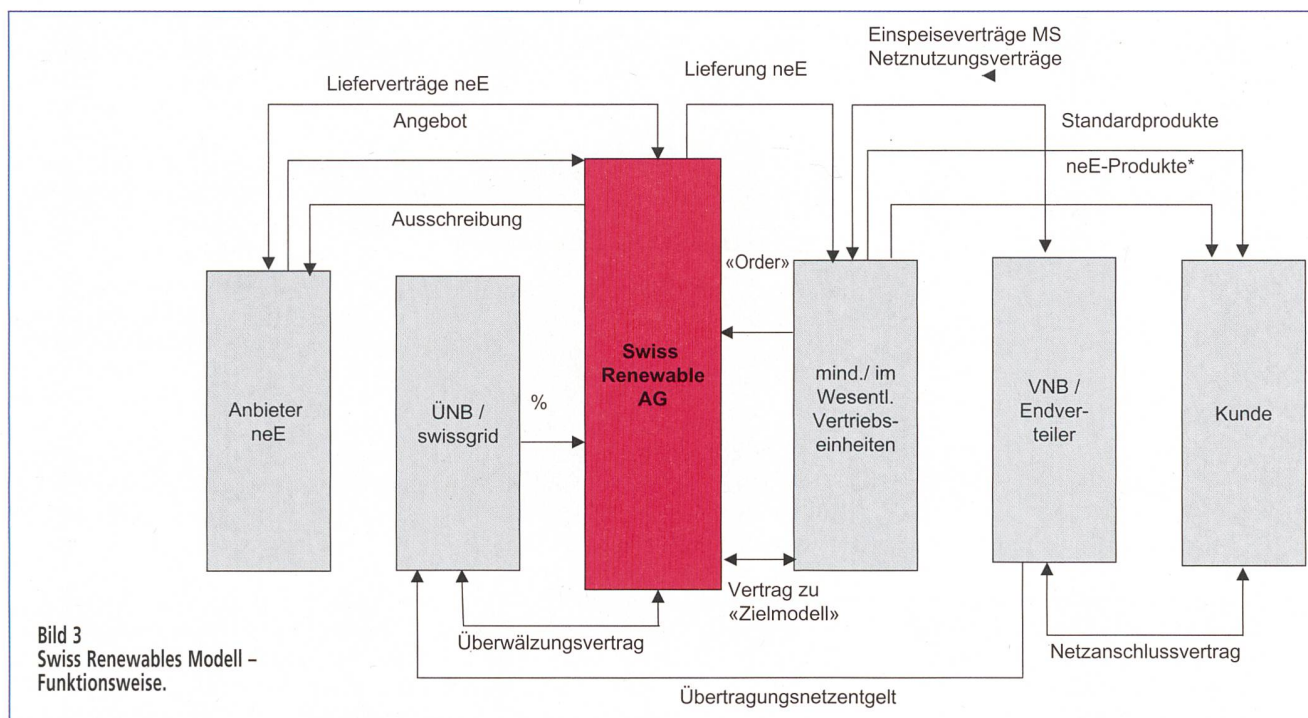 Einspeiseverträge MS
Netznutzungsverträge
Lieferverträge neE
Lieferung neE
Angebot
Standardprodukte
neE-Produkte*
Ausschreibung
«Order»
Anbieter
neE
ÜNB /
swissgrid
%
Swiss
Renewable
AG
mind./ im
Wesentl.
Vertriebs-
einheiten
VNB /
Endver-
teiler
Kunde
Vertrag zu
«Zielmodell»
Überwälzungsvertrag
Netzanschlussvertrag
Übertragungsnetzentgelt
Bild 3
Swiss Renewables Modell –
Funktionsweise.